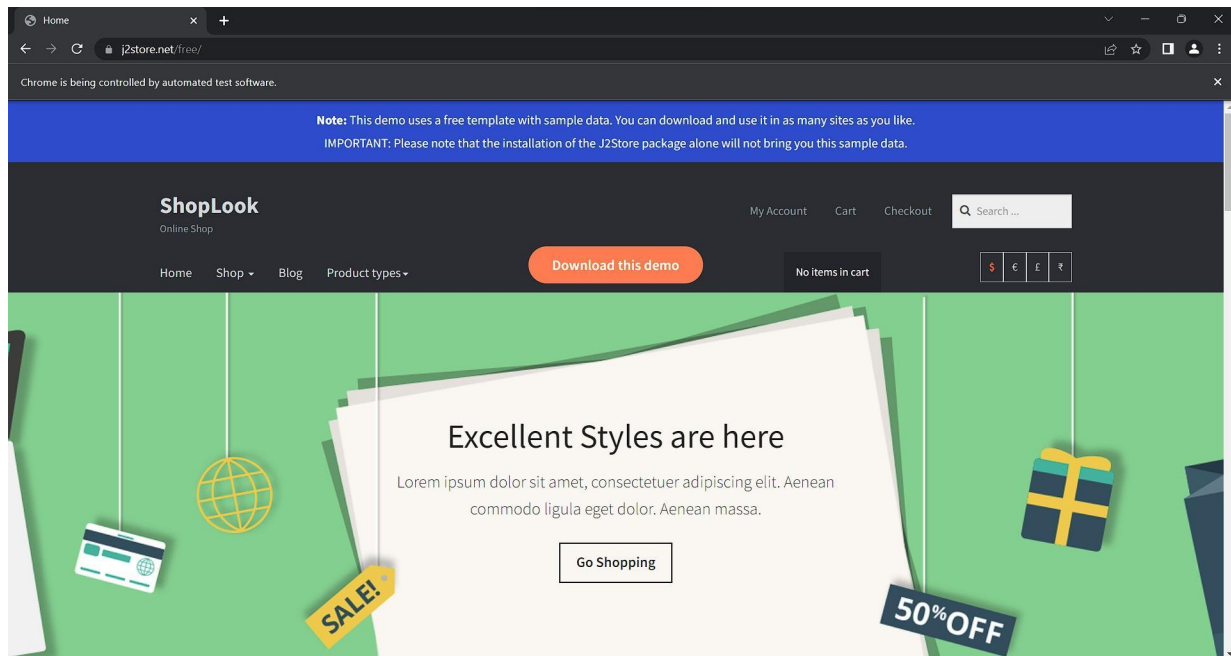 Home
j2store.net/free/
Chrome is being controlled by automated test software.
Note: This demo uses a free template with sample data. You can download and use it in as many sites as you like.
IMPORTANT: Please note that the installation of the J2Store package alone will not bring you this sample data.
ShopLook
Online Shop
My Account Cart Checkout Search ...
Home Shop Blog Product types Download this demo No items in cart $ € £ ₹
Excellent Styles are here
Lorem ipsum dolor sit amet, consectetuer adipiscing elit. Aenean
commodo ligula eget dolor. Aenean massa.
Go Shopping
SALE!
50%OFF